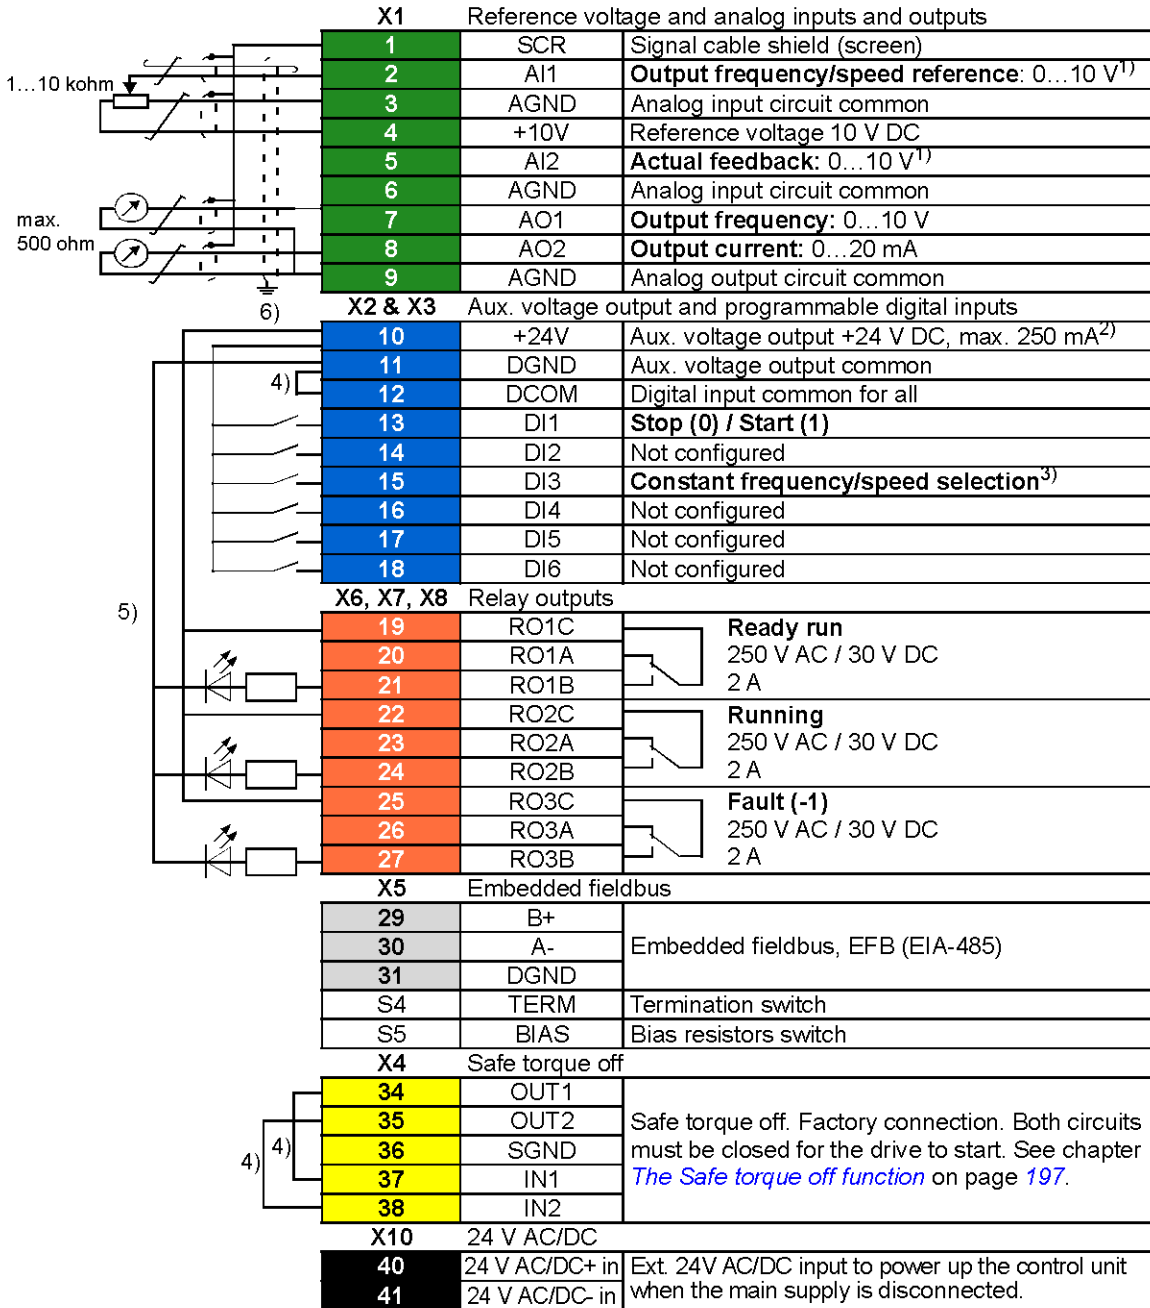 X1 Reference voltage and analog inputs and outputs
1 SCR Signal cable shield (screen)
1…10 kohm
2 AI1 Output frequency/speed reference: 0…10 V1)
3 AGND Analog input circuit common
4 +10V Reference voltage 10 V DC
5 AI2 Actual feedback: 0…10 V1)
6 AGND Analog input circuit common
max.
500 ohm
7 AO1 Output frequency: 0…10 V
8 AO2 Output current: 0…20 mA
9 AGND Analog output circuit common
6)
X2 & X3 Aux. voltage output and programmable digital inputs
10 +24V Aux. voltage output +24 V DC, max. 250 mA2)
11 DGND Aux. voltage output common
4)
12 DCOM Digital input common for all
13 DI1 Stop (0) / Start (1)
14 DI2 Not configured
15 DI3 Constant frequency/speed selection3)
16 DI4 Not configured
17 DI5 Not configured
18 DI6 Not configured
5)
X6, X7, X8 Relay outputs
19 RO1C Ready run
20 RO1A 250 V AC / 30 V DC
21 RO1B 2 A
22 RO2C Running
23 RO2A 250 V AC / 30 V DC
24 RO2B 2 A
25 RO3C Fault (-1)
26 RO3A 250 V AC / 30 V DC
27 RO3B 2 A
X5 Embedded fieldbus
29 B+
30 A- Embedded fieldbus, EFB (EIA-485)
31 DGND
S4 TERM Termination switch
S5 BIAS Bias resistors switch
X4 Safe torque off
34 OUT1
35 OUT2 Safe torque off. Factory connection. Both circuits
4) 4)
36 SGND must be closed for the drive to start. See chapter
37 IN1 The Safe torque off function on page 197.
38 IN2
X10 24 V AC/DC
40 24 V AC/DC+ in Ext. 24V AC/DC input to power up the control unit
41 24 V AC/DC- in when the main supply is disconnected.